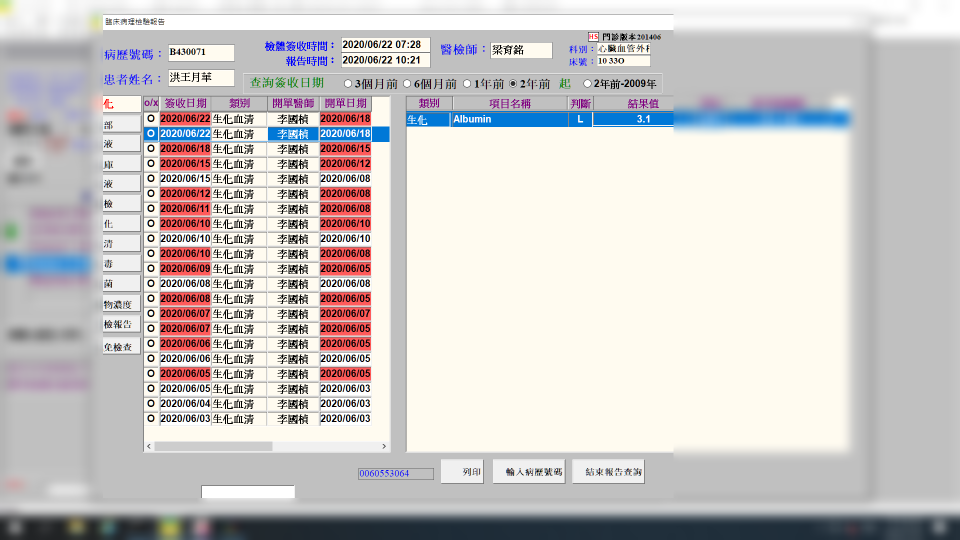 臨床病理檢驗報告
HS 門診版本201406
病歷號碼： B430071 檢體簽收時間： 2020/06/22 07:28 醫檢師： 梁育銘 科別： 心臟血管外科
報告時間： 2020/06/22 10:21 床號： 10 33O
患者姓名： 洪王月華 查詢簽收日期 3個月前 6個月前 1年前 2年前 起 2年前-2009年
化 o/x 簽收日期 類別 開單醫師 開單日期 類別 項目名稱 判斷 結果值
部 O 2020/06/22 生化血清 李國楨 2020/06/18 生化 Albumin L 3.1
液 O 2020/06/22 生化血清 李國楨 2020/06/18
O 2020/06/18 生化血清 李國楨 2020/06/15
庫 O 2020/06/15 生化血清 李國楨 2020/06/12
液 O 2020/06/15 生化血清 李國楨 2020/06/08
O 2020/06/12 生化血清 李國楨 2020/06/08
檢 O 2020/06/11 生化血清 李國楨 2020/06/08
化 O 2020/06/10 生化血清 李國楨 2020/06/10
清 O 2020/06/10 生化血清 李國楨 2020/06/10
O 2020/06/10 生化血清 李國楨 2020/06/08
毒 O 2020/06/09 生化血清 李國楨 2020/06/05
菌 O 2020/06/08 生化血清 李國楨 2020/06/08
物濃度 O 2020/06/08 生化血清 李國楨 2020/06/05
O 2020/06/07 生化血清 李國楨 2020/06/07
檢報告 O 2020/06/07 生化血清 李國楨 2020/06/05
免檢查 O 2020/06/06 生化血清 李國楨 2020/06/05
O 2020/06/06 生化血清 李國楨 2020/06/05
O 2020/06/05 生化血清 李國楨 2020/06/05
O 2020/06/05 生化血清 李國楨 2020/06/03
O 2020/06/04 生化血清 李國楨 2020/06/03
O 2020/06/03 生化血清 李國楨 2020/06/03
0060553064 列印 輸入病歷號碼 結束報告查詢